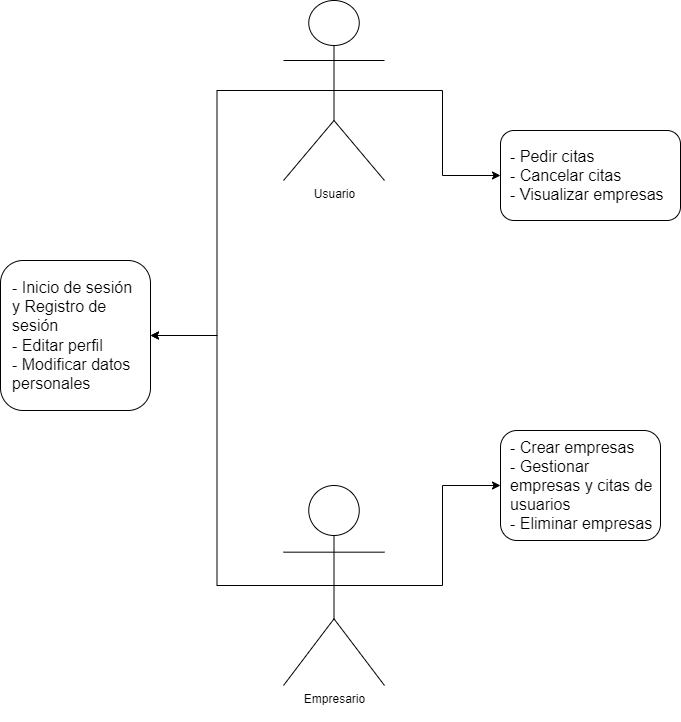 Usuario
- Pedir citas
- Cancelar citas
- Visualizar empresas
- Inicio de sesión
y Registro de
sesión
- Editar perfil
- Modificar datos
personales
- Crear empresas
- Gestionar
empresas y citas de
usuarios
- Eliminar empresas
Empresario